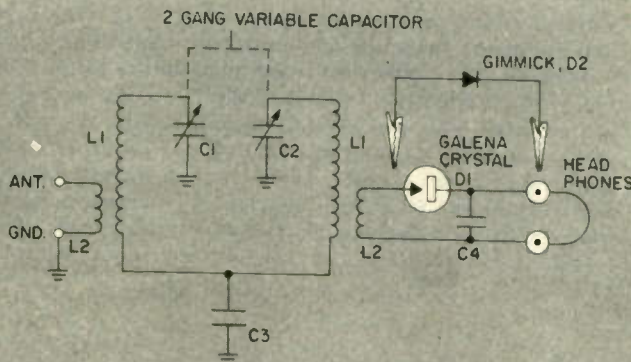 2 GANG VARIABLE CAPACITOR
GIMMICK, D2
L1
C1
C2
L1
GALENA
CRYSTAL
D1
HEAD
PHONES
ANT.
GND.
L2
L2
C4
C3